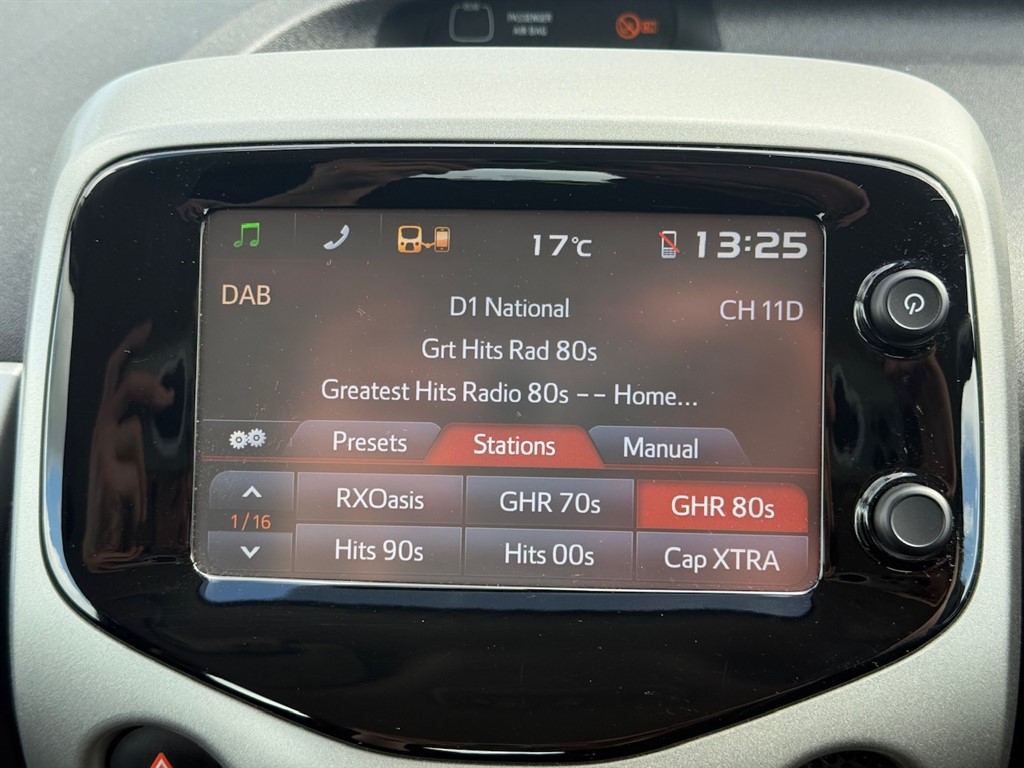 PASSENGER
AIR BAG
17°c 13:25
DAB
D1 National
CH 11D
Grt Hits Rad 80s
Greatest Hits Radio 80s -- Home...
Presets Stations Manual
1/16
RXOasis GHR 70s GHR 80s
Hits 90s Hits 00s Cap XTRA